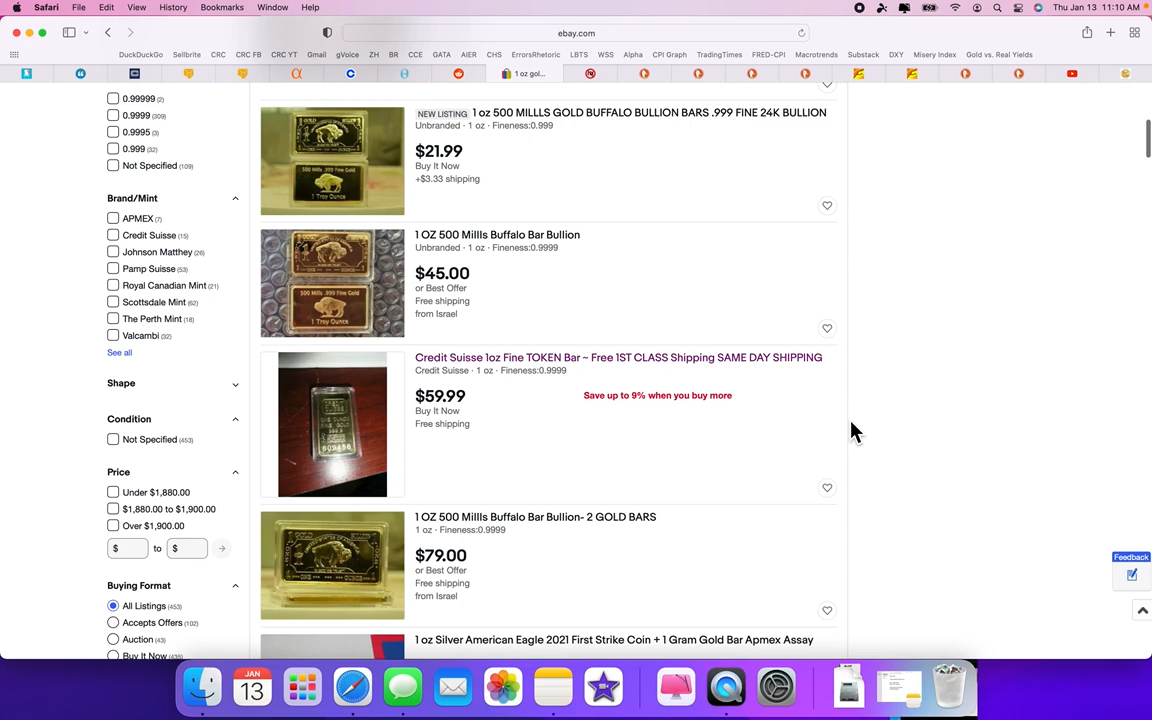 Safari File Edit View History Bookmarks Window Help Thu Jan 13 11:10 AM
ebay.com
DuckDuckGo Sellbrite CRC CRC FB CRC YT Gmail gVoice ZH BR CCE GATA AIER CHS ErrorsRhetoric LBTS WSS Alpha CPI Graph TradingTimes FRED-CPI Macrotrends Substack DXY Misery Index Gold vs. Real Yields
1 oz gol...
0.99999 (2)
0.9999 (309)
0.9995 (3)
0.999 (32)
Not Specified (109)
Brand/Mint
APMEX (7)
Credit Suisse (15)
Johnson Matthey (26)
Pamp Suisse (53)
Royal Canadian Mint (21)
Scottsdale Mint (62)
The Perth Mint (18)
Valcambi (32)
See all
Shape
Condition
Not Specified (453)
Price
Under $1,880.00
$1,880.00 to $1,900.00
Over $1,900.00
$ to $
Buying Format
All Listings (453)
Accepts Offers (102)
Auction (43)
Buy It Now (435)
NEW LISTING 1 oz 500 MILLLS GOLD BUFFALO BULLION BARS .999 FINE 24K BULLION
Unbranded · 1 oz · Fineness:0.999
$21.99
Buy It Now
+$3.33 shipping
1 OZ 500 Millls Buffalo Bar Bullion
Unbranded · 1 oz · Fineness:0.9999
$45.00
or Best Offer
Free shipping
from Israel
Credit Suisse 1oz Fine TOKEN Bar ~ Free 1ST CLASS Shipping SAME DAY SHIPPING
Credit Suisse · 1 oz · Fineness:0.9999
$59.99
Save up to 9% when you buy more
Buy It Now
Free shipping
1 OZ 500 Millls Buffalo Bar Bullion- 2 GOLD BARS
1 oz · Fineness:0.9999
$79.00
or Best Offer
Free shipping
from Israel
1 oz Silver American Eagle 2021 First Strike Coin + 1 Gram Gold Bar Apmex Assay
Feedback
JAN
13